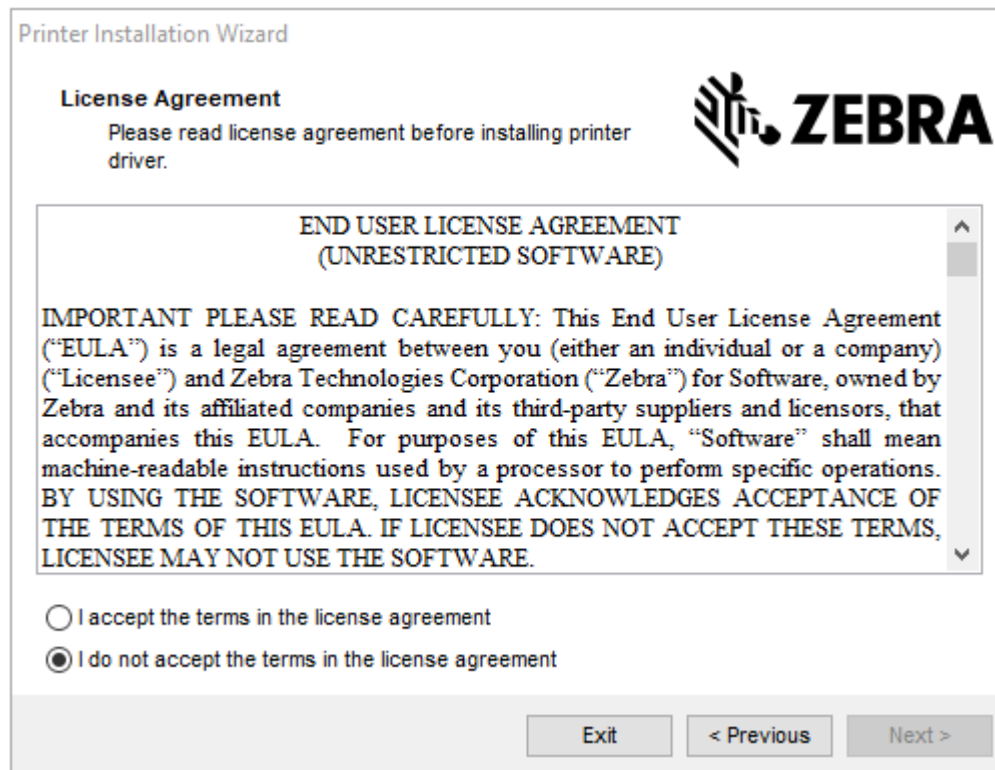 Printer Installation Wizard
License Agreement
Please read license agreement before installing printer
driver.
ZEBRA
END USER LICENSE AGREEMENT
(UNRESTRICTED SOFTWARE)
IMPORTANT PLEASE READ CAREFULLY: This End User License Agreement
(“EULA”) is a legal agreement between you (either an individual or a company)
(“Licensee”) and Zebra Technologies Corporation (“Zebra”) for Software, owned by
Zebra and its affiliated companies and its third-party suppliers and licensors, that
accompanies this EULA. For purposes of this EULA, “Software” shall mean
machine-readable instructions used by a processor to perform specific operations.
BY USING THE SOFTWARE, LICENSEE ACKNOWLEDGES ACCEPTANCE OF
THE TERMS OF THIS EULA. IF LICENSEE DOES NOT ACCEPT THESE TERMS,
LICENSEE MAY NOT USE THE SOFTWARE.
I accept the terms in the license agreement
I do not accept the terms in the license agreement
Exit < Previous Next >